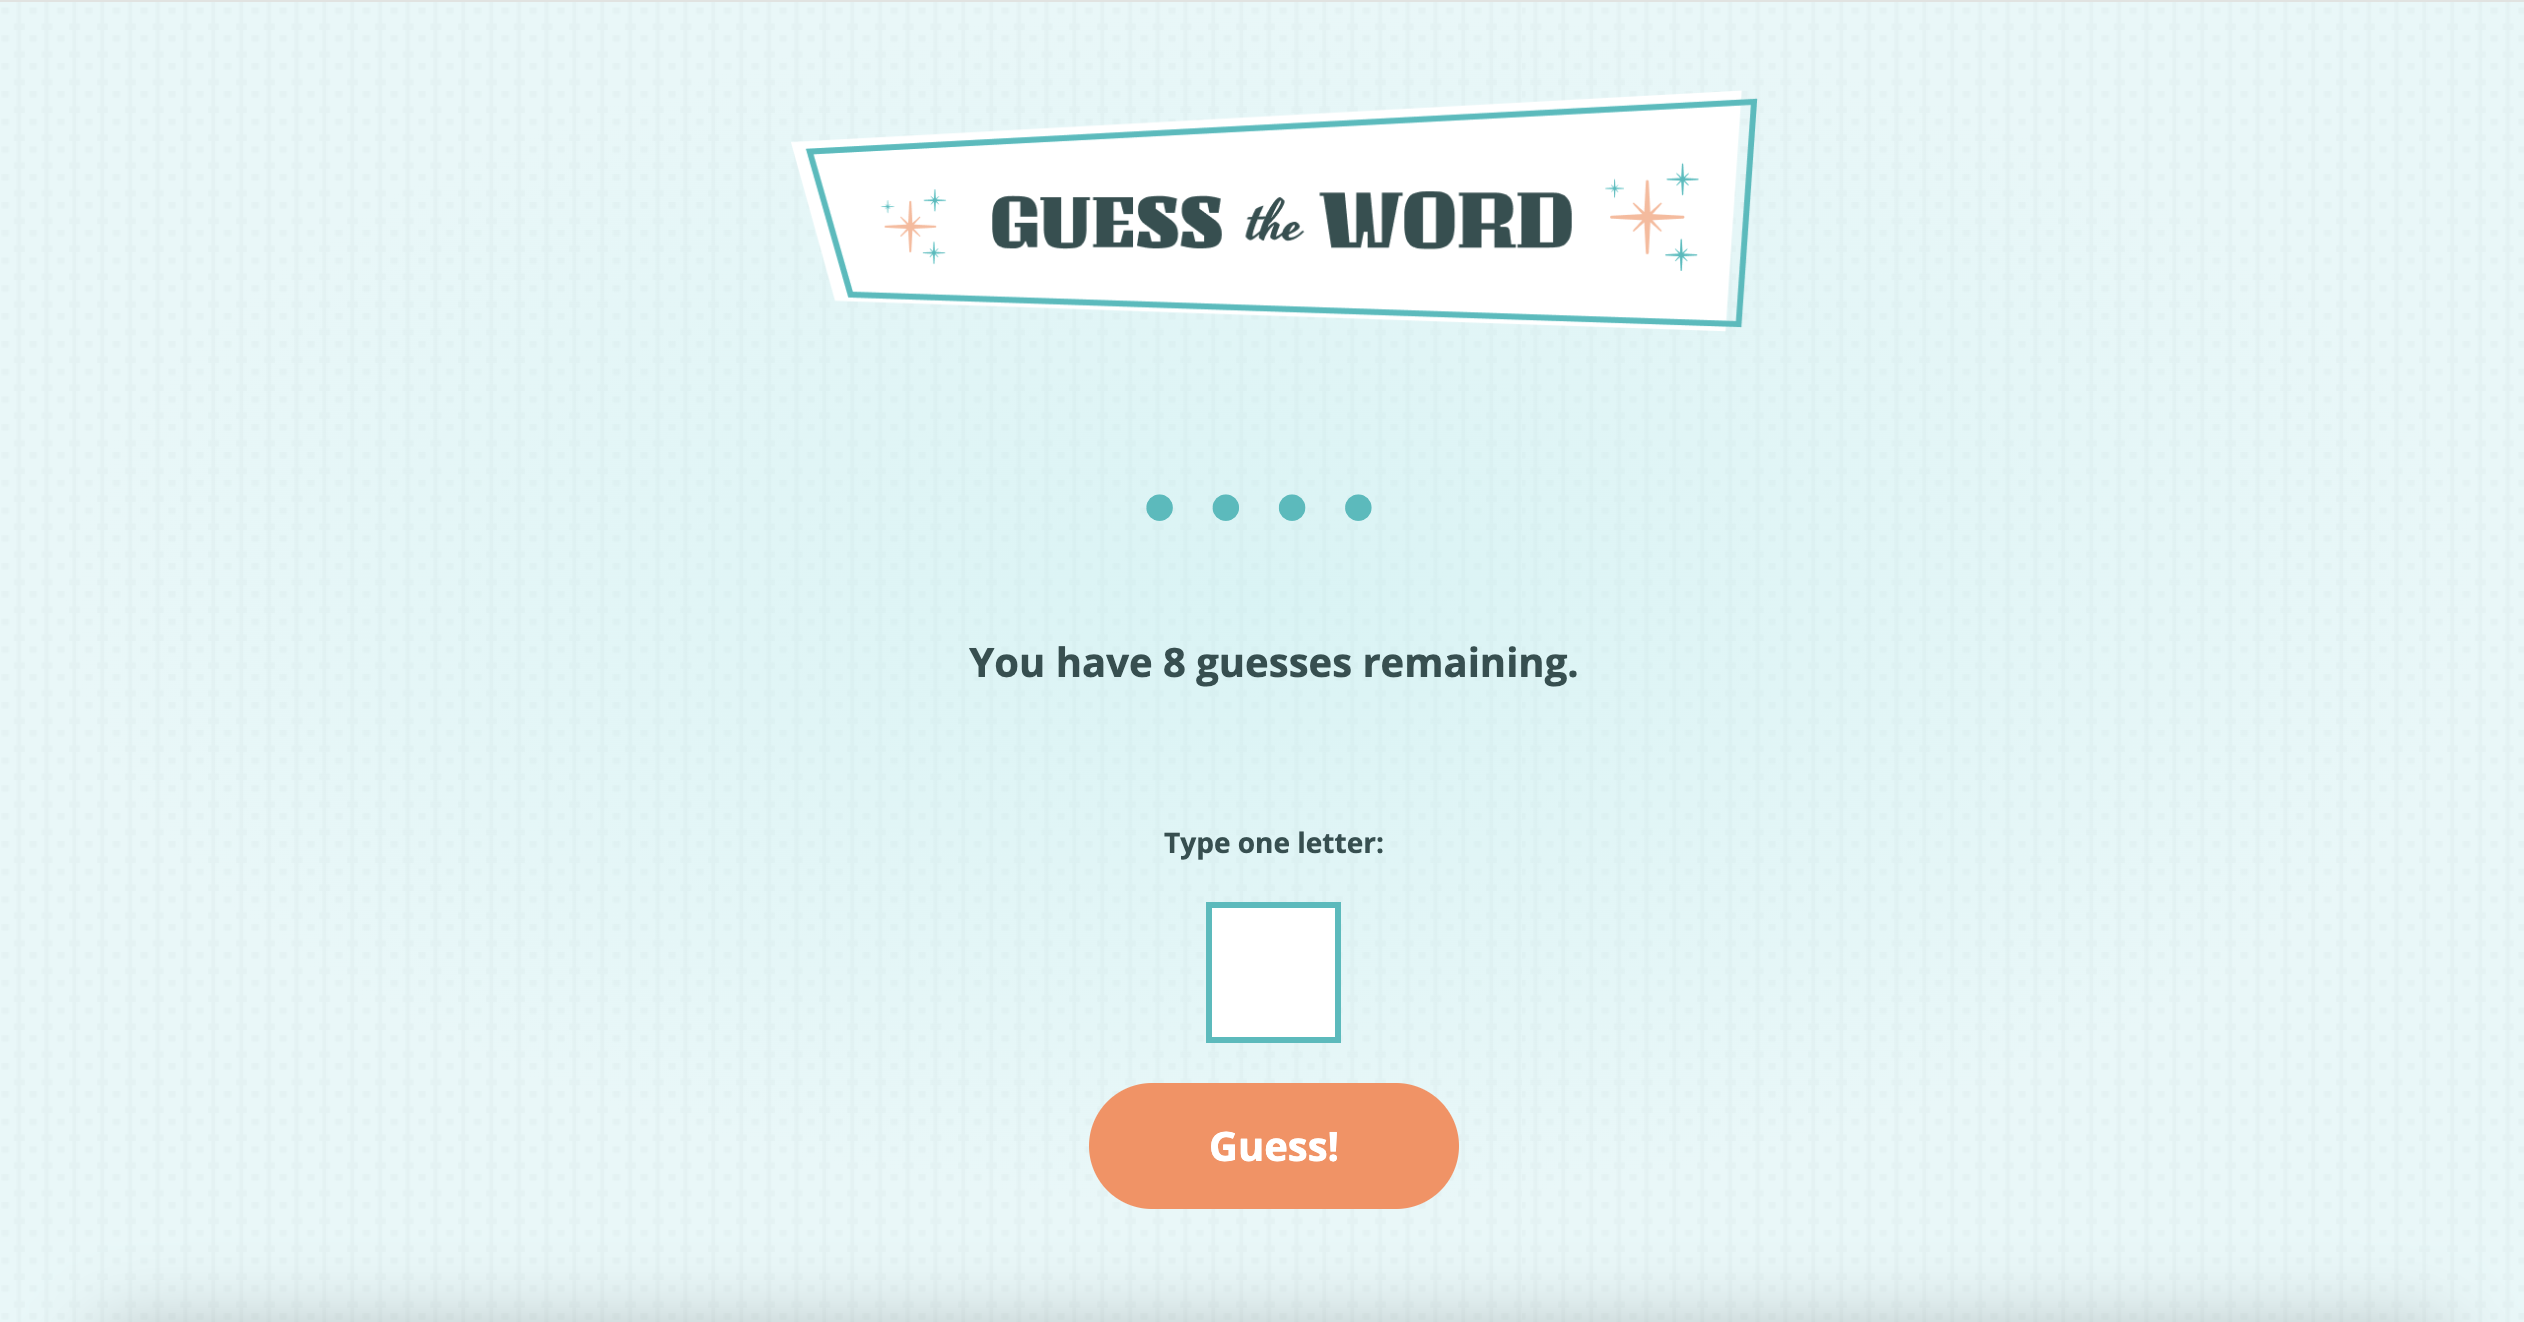 GUESS the WORD
● ● ● ●
You have 8 guesses remaining.
Type one letter:
Guess!